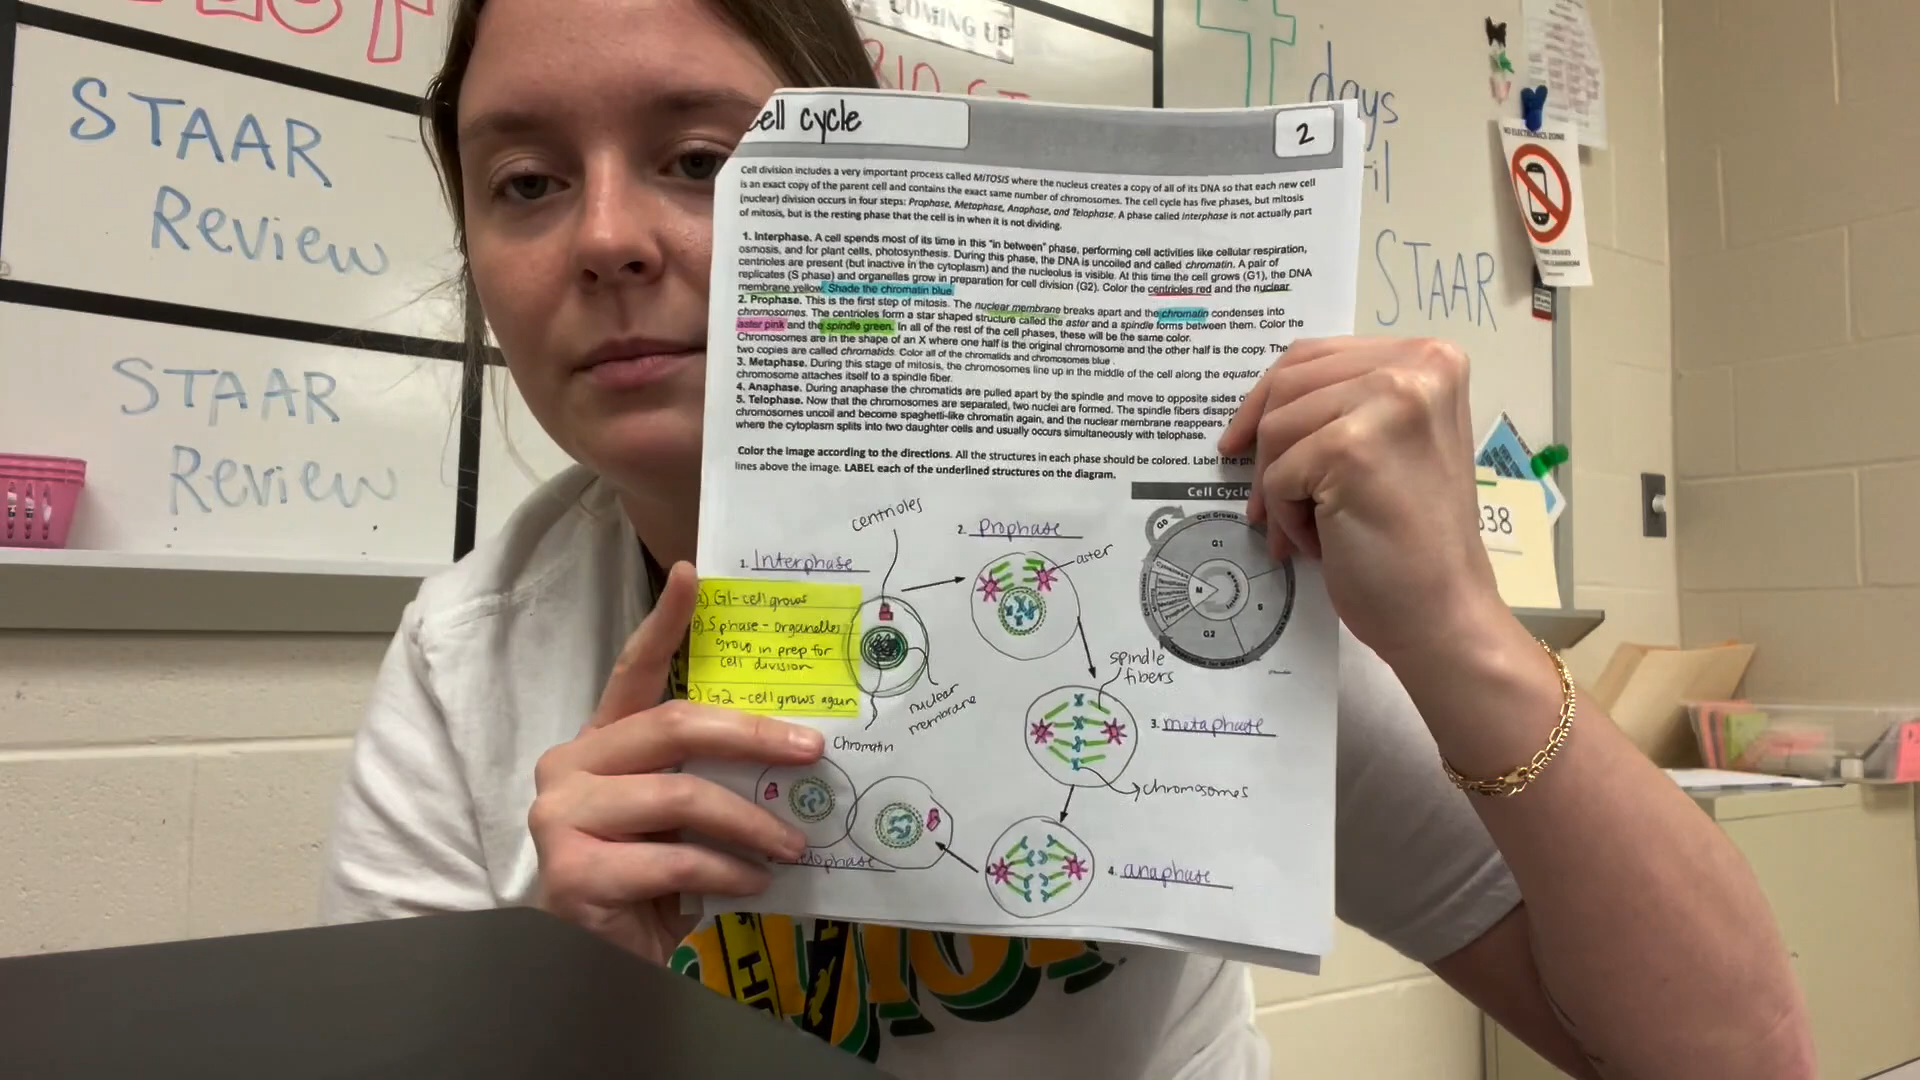 COMING UP
STAAR
Review
STAAR
Review
days
STAAR
NO ELECTRONICS ZONE
338
cell cycle
2
Cell division includes a very important process called MITOSIS where the nucleus creates a copy of all of its DNA so that each new cell
is an exact copy of the parent cell and contains the exact same number of chromosomes. The cell cycle has five phases, but mitosis
(nuclear) division occurs in four steps: Prophase, Metaphase, Anaphase, and Telophase. A phase called Interphase is not actually part
of mitosis, but is the resting phase that the cell is in when it is not dividing.
1. Interphase. A cell spends most of its time in this "in between" phase, performing cell activities like cellular respiration,
osmosis, and for plant cells, photosynthesis. During this phase, the DNA is uncoiled and called chromatin. A pair of
centrioles are present (but inactive in the cytoplasm) and the nucleolus is visible. At this time the cell grows (G1), the DNA
replicates (S phase) and organelles grow in preparation for cell division (G2). Color the centrioles red and the nuclear
membrane yellow. Shade the chromatin blue.
2. Prophase. This is the first step of mitosis. The nuclear membrane breaks apart and the chromatin condenses into
chromosomes. The centrioles form a star shaped structure called the aster and a spindle forms between them. Color the
aster pink and the spindle green. In all of the rest of the cell phases, these will be the same color.
Chromosomes are in the shape of an X where one half is the original chromosome and the other half is the copy. The
two copies are called chromatids. Color all of the chromalids and chromosomes blue.
3. Metaphase. During this stage of mitosis, the chromosomes line up in the middle of the cell along the equator.
chromosome attaches itself to a spindle fiber.
4. Anaphase. During anaphase the chromatids are pulled apart by the spindle and move to opposite sides
5. Telophase. Now that the chromosomes are separated, two nuclei are formed. The spindle fibers
chromosomes uncoil and become spaghetti-like chromatin again, and the nuclear membrane reappears.
where the cytoplasm splits into two daughter cells and usually occurs simultaneously with telophase.
Color the image according to the directions. All the structures in each phase should be colored. Label the
lines above the image. LABEL each of the underlined structures on the diagram.
Cell Cycle
G0
Cell Growth
G1
S
G2
M
Cytokinesis
centrioles
1. Interphase
2. Prophase
aster
a) G1-cell grows
b) S phase - organelles
grow in prep for
cell division
c) G2 - cell grows again
nuclear
membrane
Chromatin
spindle
fibers
3. metaphase
chromosomes
4. anaphase